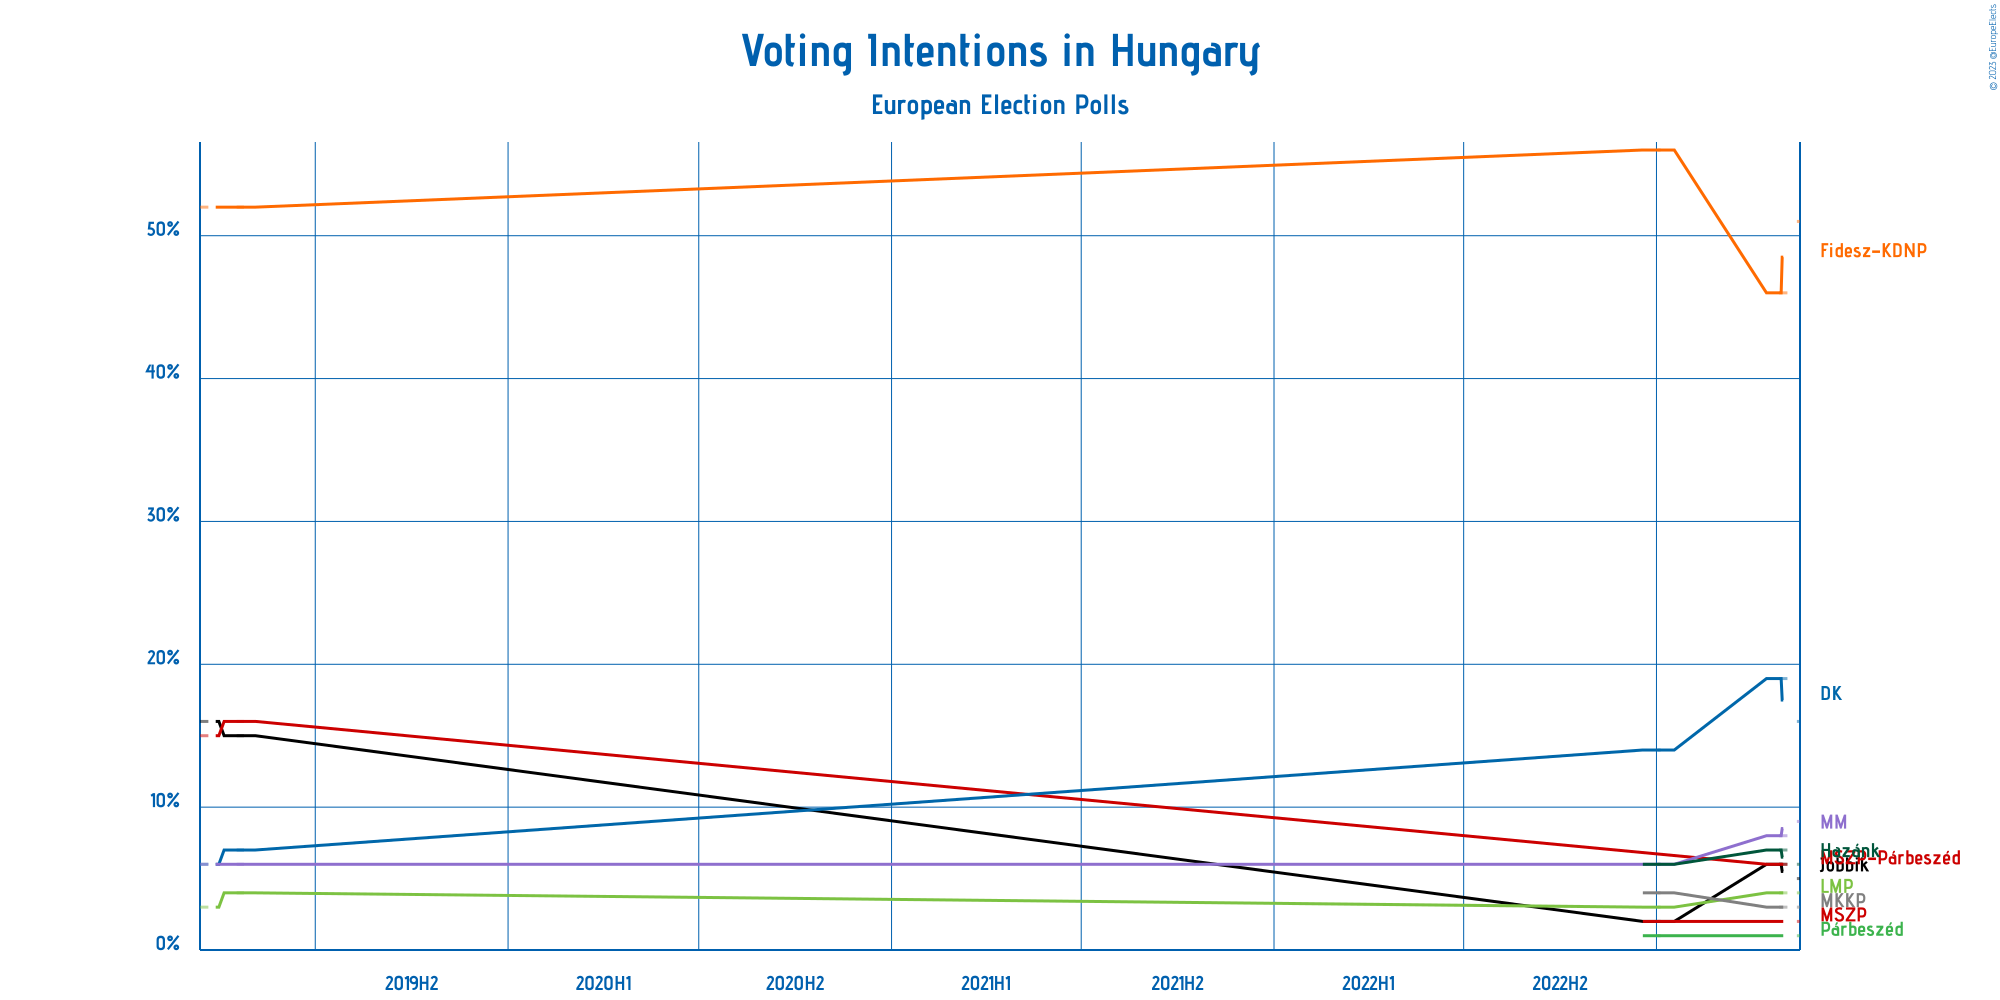 © 2023 @EuropeElects
Voting Intentions in Hungary
European Election Polls
50%
40%
30%
20%
10%
0%
Fidesz-KDNP
DK
MM
Hazánk
MSZP-Párbeszéd
Jobbik
LMP
MKKP
MSZP
Párbeszéd
2019H2
2020H1
2020H2
2021H1
2021H2
2022H1
2022H2